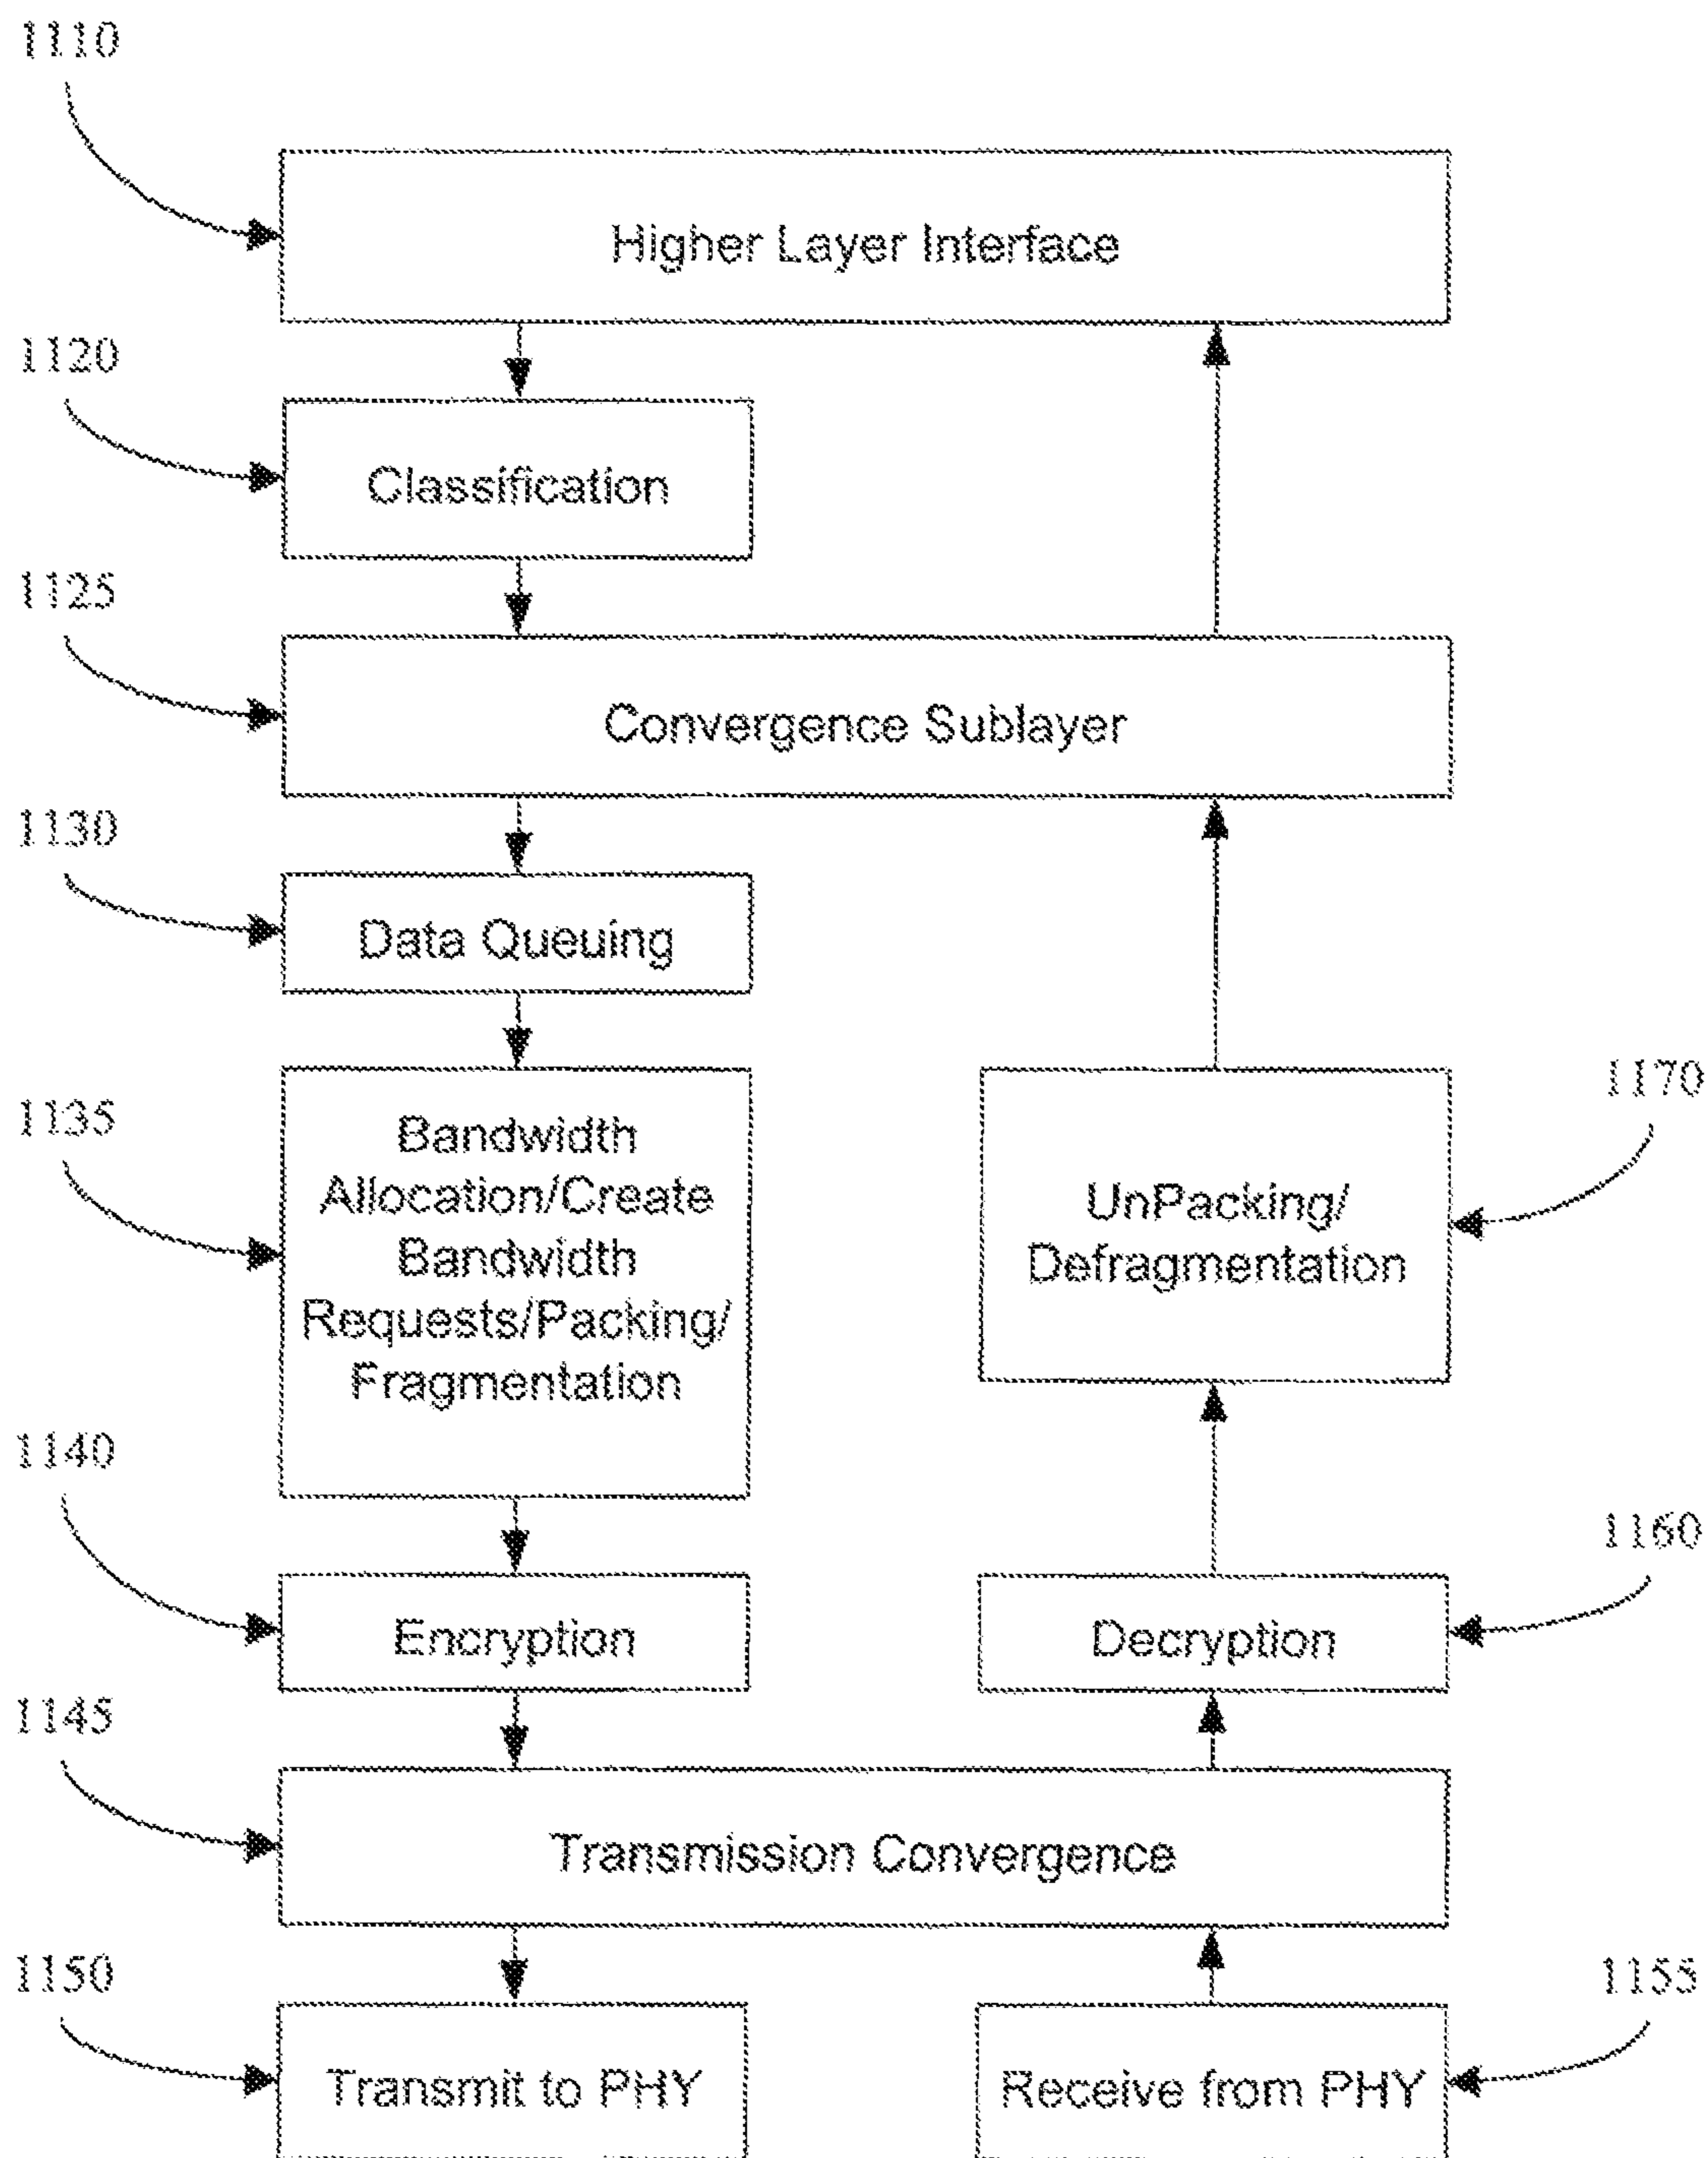 1110
Higher Layer Interface
1120
Classification
1125
Convergence Sublayer
1130
Data Queuing
1135
Bandwidth
Allocation/Create
Bandwidth
Requests/Packing/
Fragmentation
1170
UnPacking/
Defragmentation
1140
Encryption
1160
Decryption
1145
Transmission Convergence
1150
Transmit to PHY
1155
Receive from PHY